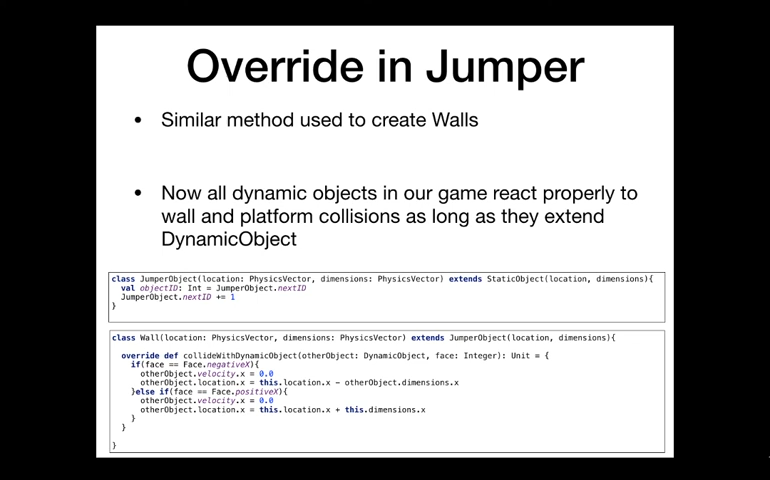 Override in Jumper
• Similar method used to create Walls
• Now all dynamic objects in our game react properly to
wall and platform collisions as long as they extend
DynamicObject
class JumperObject(location: PhysicsVector, dimensions: PhysicsVector) extends StaticObject(location, dimensions){
val objectID: Int = JumperObject.nextID
JumperObject.nextID += 1
}
class Wall(location: PhysicsVector, dimensions: PhysicsVector) extends JumperObject(location, dimensions){
override def collideWithDynamicObject(otherObject: DynamicObject, face: Integer): Unit = {
if(face == Face.negativeX){
otherObject.velocity.x = 0.0
otherObject.location.x = this.location.x - otherObject.dimensions.x
}else if(face == Face.positiveX){
otherObject.velocity.x = 0.0
otherObject.location.x = this.location.x + this.dimensions.x
}
}
}